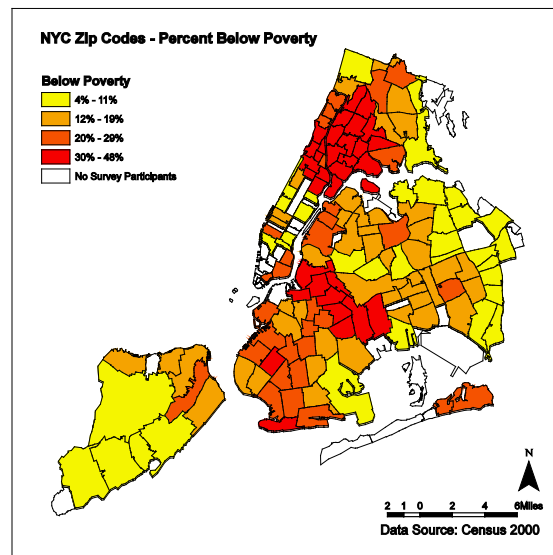 NYC Zip Codes - Percent Below Poverty
Below Poverty
4% - 11%
12% - 19%
20% - 29%
30% - 48%
No Survey Participants
N
2 1 0 2 4 6Miles
Data Source: Census 2000